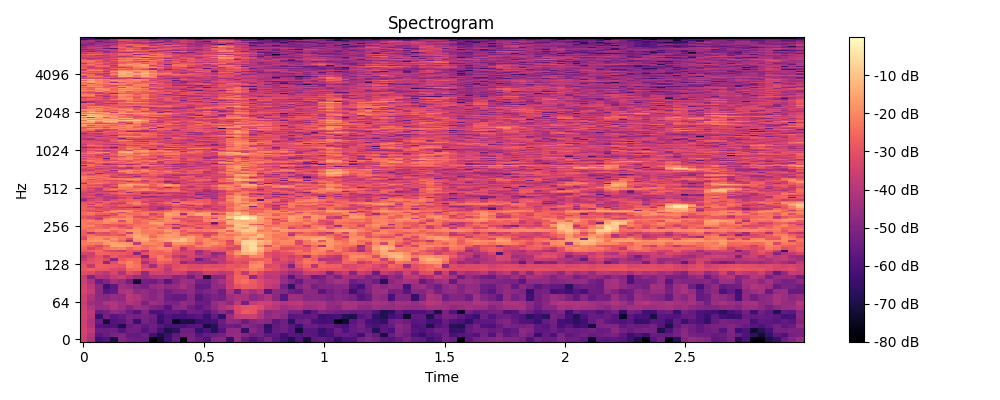 Spectrogram
Hz
4096
2048
1024
512
256
128
64
0
0
0.5
1
1.5
2
2.5
Time
-10 dB
-20 dB
-30 dB
-40 dB
-50 dB
-60 dB
-70 dB
-80 dB